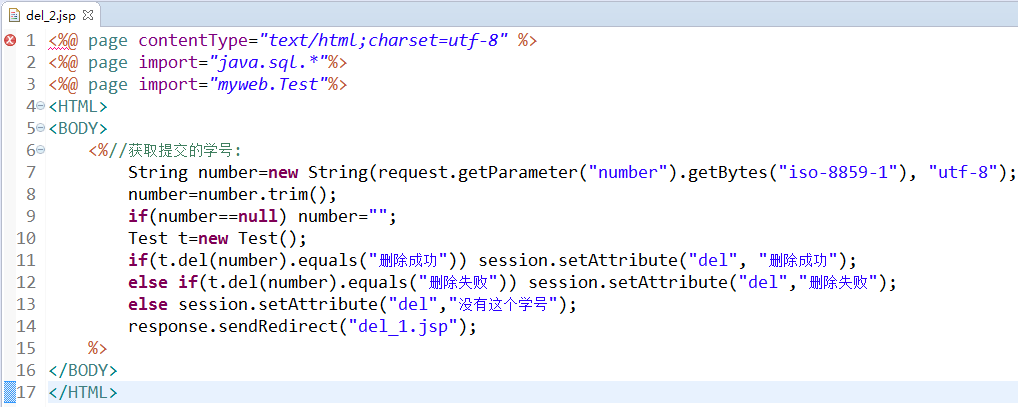 del_2.jsp
1 <%@ page contentType="text/html;charset=utf-8" %>
2 <%@ page import="java.sql.*"%>
3 <%@ page import="myweb.Test"%>
4 <HTML>
5 <BODY>
6     <%//获取提交的学号:
7         String number=new String(request.getParameter("number").getBytes("iso-8859-1"), "utf-8");
8         number=number.trim();
9         if(number==null) number="";
10         Test t=new Test();
11         if(t.del(number).equals("删除成功")) session.setAttribute("del", "删除成功");
12         else if(t.del(number).equals("删除失败")) session.setAttribute("del","删除失败");
13         else session.setAttribute("del","没有这个学号");
14         response.sendRedirect("del_1.jsp");
15     %>
16 </BODY>
17 </HTML>